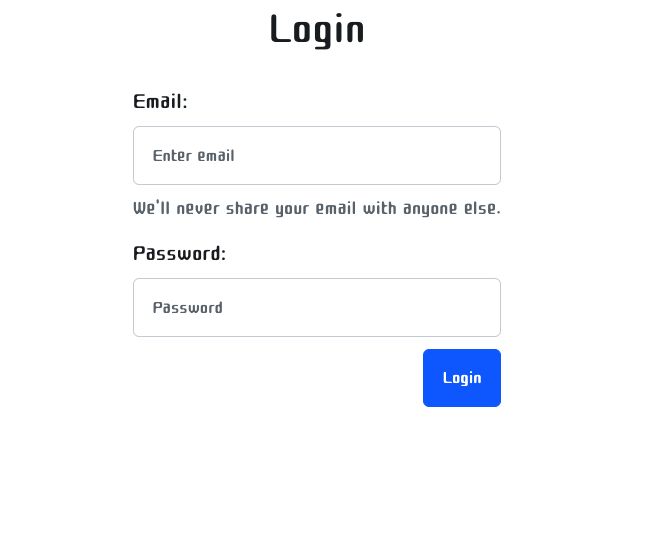 Login
Email:
Enter email
We'll never share your email with anyone else.
Password:
Password
Login